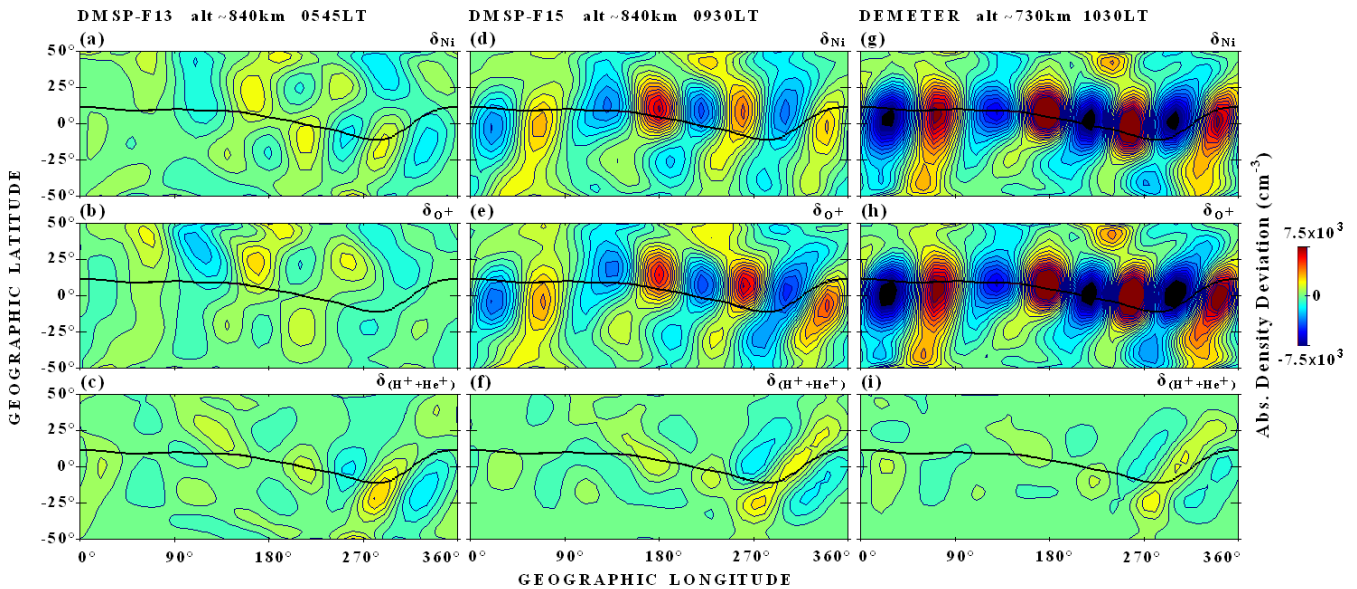 DMSP-F13 alt ~840km 0545LT DMSP-F15 alt ~840km 0930LT DEMETER alt ~730km 1030LT
(a) δNi (d) δNi (g) δNi
50°
25°
0°
-25°
-50°
(b) δO+ (e) δO+ (h) δO+
50°
25°
0°
-25°
-50°
(c) δ(H⁺+He⁺) (f) δ(H⁺+He⁺) (i) δ(H⁺+He⁺)
50°
25°
0°
-25°
-50°
0° 90° 180° 270° 360° 0° 90° 180° 270° 360° 0° 90° 180° 270° 360°
GEOGRAPHIC LONGITUDE
GEOGRAPHIC LATITUDE
7.5x10³
0
-7.5x10³
Abs. Density Deviation (cm⁻³)